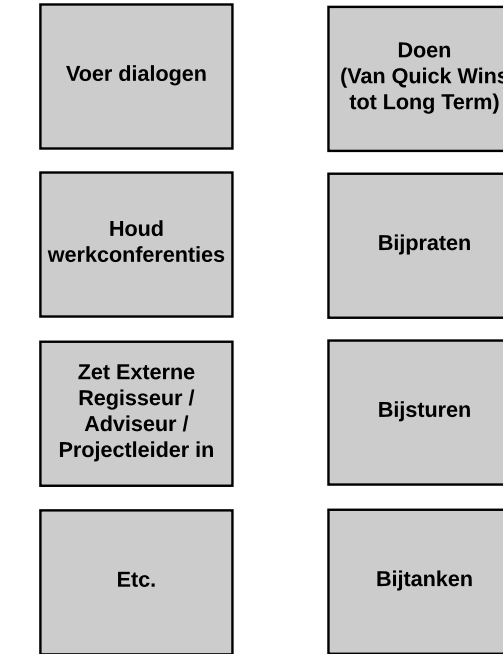 Voer dialogen
Houd
werkconferenties
Zet Externe
Regisseur /
Adviseur /
Projectleider in
Etc.
Doen
(Van Quick Wins
tot Long Term)
Bijpraten
Bijsturen
Bijtanken